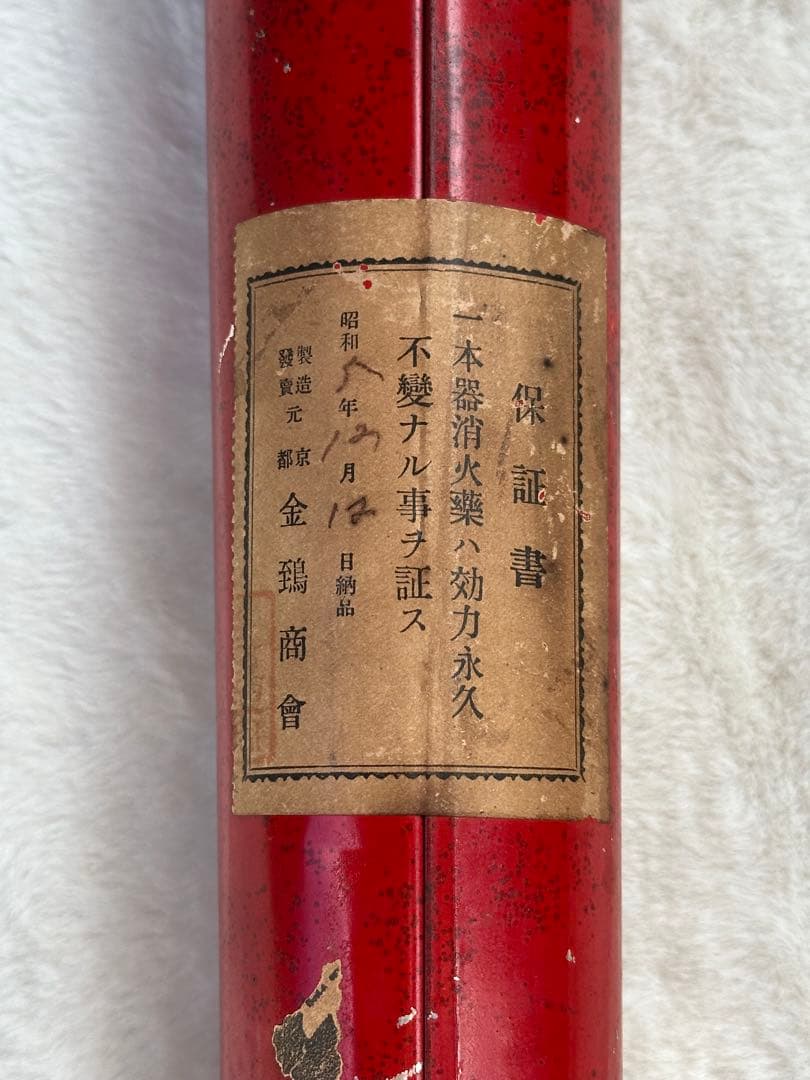 保証書
一本器消火藥ハ効力永久
不變ナル事ヲ証ス
昭和5年12月12日納品
製造發賣元 京都 金鵄商會